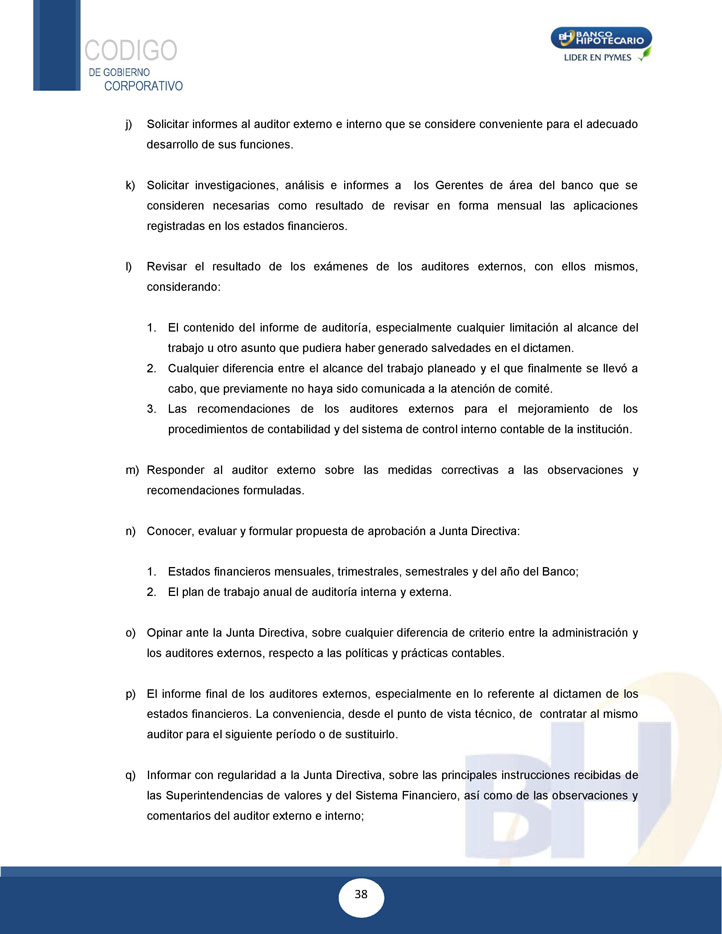 CODIGO
DE GOBIERNO
CORPORATIVO
BH BANCO
HIPOTECARIO
LIDER EN PYMES
j) Solicitar informes al auditor externo e interno que se considere conveniente para el adecuado
desarrollo de sus funciones.
k) Solicitar investigaciones, análisis e informes a los Gerentes de área del banco que se
consideren necesarias como resultado de revisar en forma mensual las aplicaciones
registradas en los estados financieros.
l) Revisar el resultado de los exámenes de los auditores externos, con ellos mismos,
considerando:
1. El contenido del informe de auditoría, especialmente cualquier limitación al alcance del
trabajo u otro asunto que pudiera haber generado salvedades en el dictamen.
2. Cualquier diferencia entre el alcance del trabajo planeado y el que finalmente se llevó a
cabo, que previamente no haya sido comunicada a la atención de comité.
3. Las recomendaciones de los auditores externos para el mejoramiento de los
procedimientos de contabilidad y del sistema de control interno contable de la institución.
m) Responder al auditor externo sobre las medidas correctivas a las observaciones y
recomendaciones formuladas.
n) Conocer, evaluar y formular propuesta de aprobación a Junta Directiva:
1. Estados financieros mensuales, trimestrales, semestrales y del año del Banco;
2. El plan de trabajo anual de auditoría interna y externa.
o) Opinar ante la Junta Directiva, sobre cualquier diferencia de criterio entre la administración y
los auditores externos, respecto a las políticas y prácticas contables.
p) El informe final de los auditores externos, especialmente en lo referente al dictamen de los
estados financieros. La conveniencia, desde el punto de vista técnico, de contratar al mismo
auditor para el siguiente período o de sustituirlo.
q) Informar con regularidad a la Junta Directiva, sobre las principales instrucciones recibidas de
las Superintendencias de valores y del Sistema Financiero, así como de las observaciones y
comentarios del auditor externo e interno;
BH
38